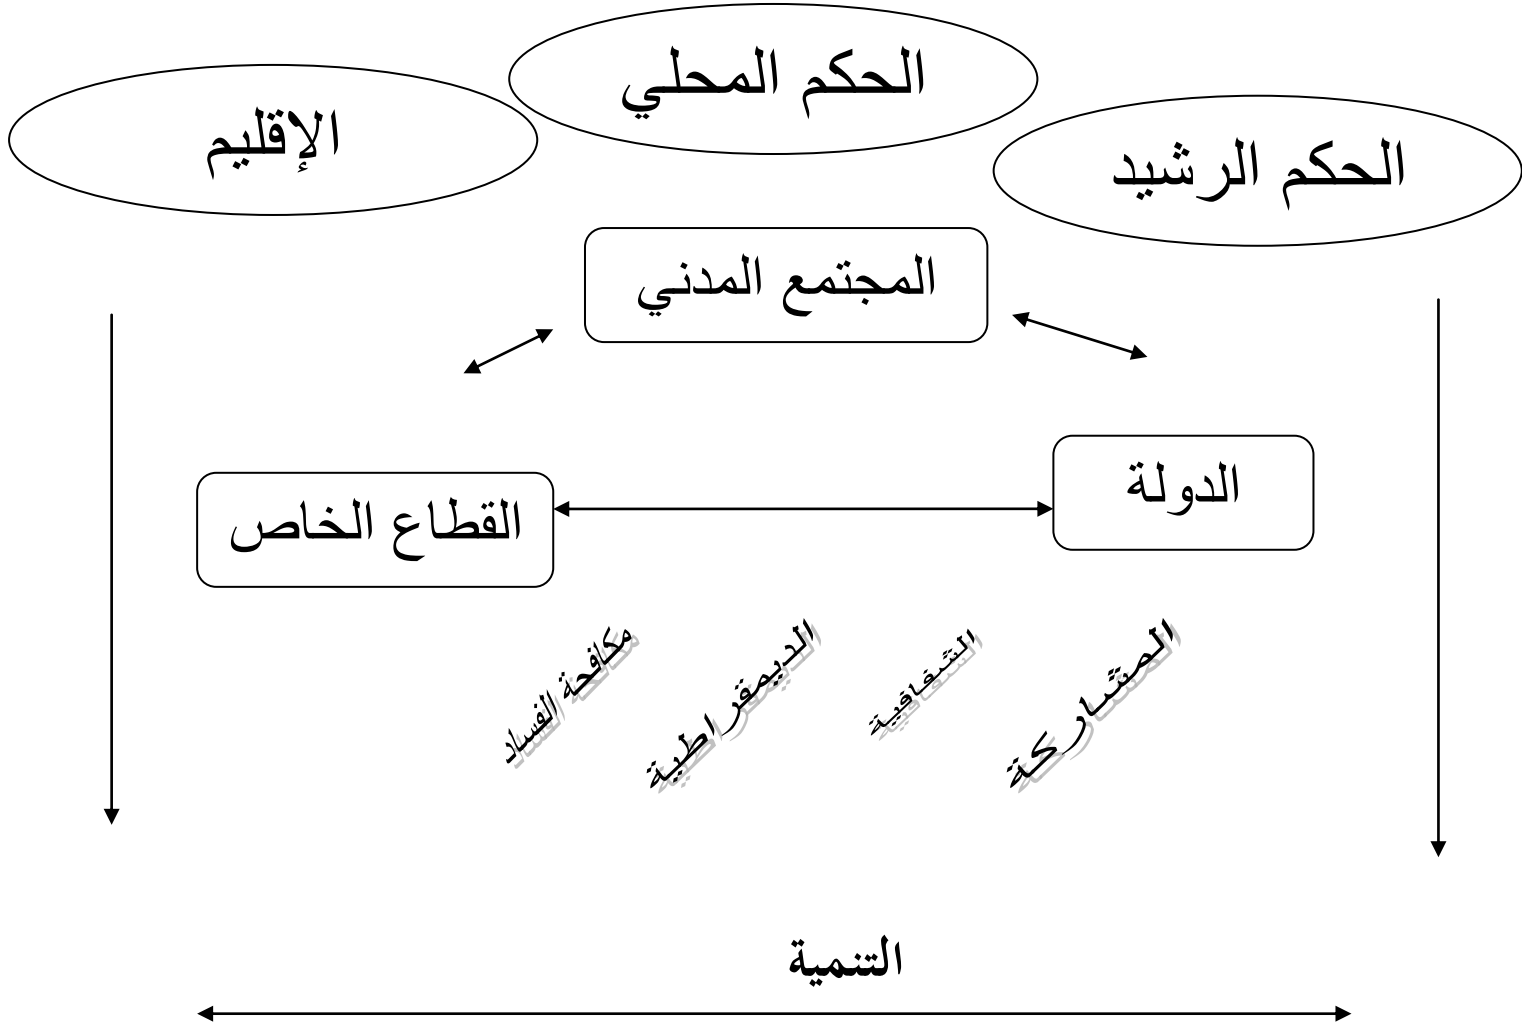 الحكم المحلي
الحكم الرشيد
الإقليم
المجتمع المدني
الدولة
القطاع الخاص
المشاركة
الشفافية
الديمقراطية
مكافحة الفساد
التنمية